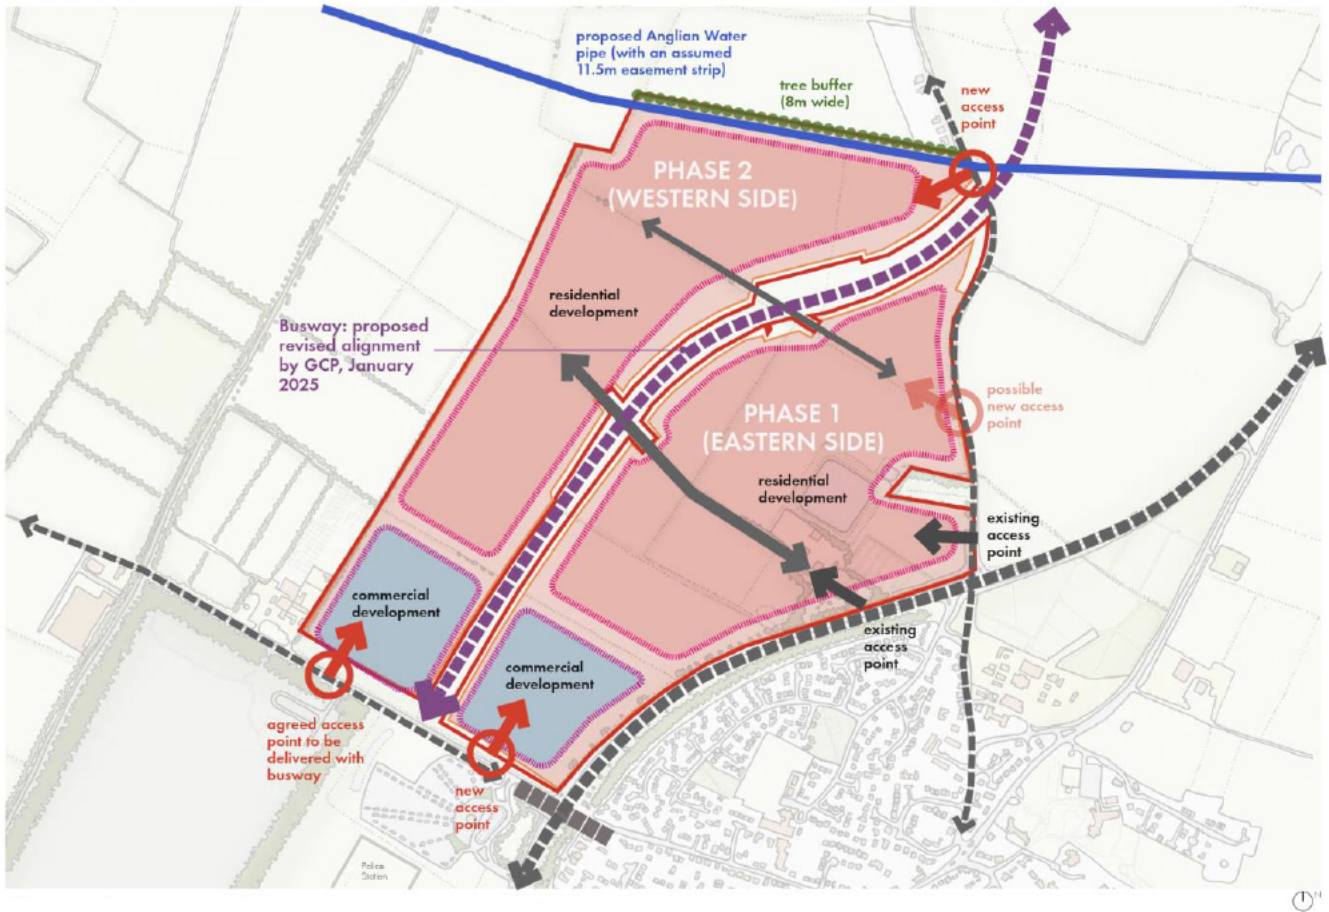 proposed Anglian Water
pipe (with an assumed
11.5m easement strip)
tree buffer
(8m wide)
new
access
point
PHASE 2
(WESTERN SIDE)
residential
development
Busway: proposed
revised alignment
by GCP, January
2025
possible
new access
point
PHASE 1
(EASTERN SIDE)
residential
development
existing
access
point
commercial
development
existing
access
point
commercial
development
agreed access
point to be
delivered with
busway
new
access
point
Police
Station
N